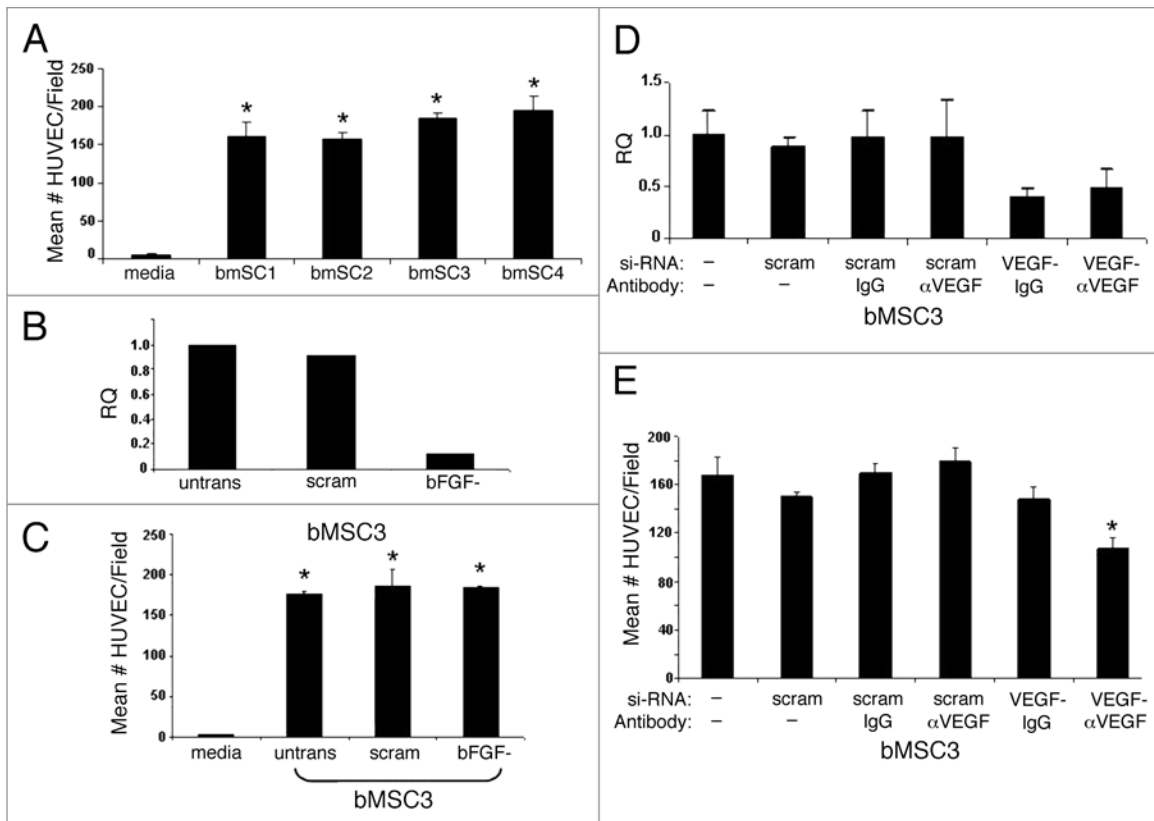 A
Mean # HUVEC/Field
250
200
150
100
50
0
* * * *
media bmSC1 bmSC2 bmSC3 bmSC4
B
RQ
1.0
0.8
0.6
0.4
0.2
0
untrans scram bFGF-
bMSC3
C
Mean # HUVEC/Field
200
250
150
100
50
0
* * *
media untrans scram bFGF-
bMSC3
D
RQ
1.5
1.0
0.5
0
si-RNA: – scram scram scram VEGF- VEGF-
Antibody: – – IgG αVEGF IgG αVEGF
bMSC3
E
Mean # HUVEC/Field
200
160
120
80
40
0
*
si-RNA: – scram scram scram VEGF- VEGF-
Antibody: – – IgG αVEGF IgG αVEGF
bMSC3